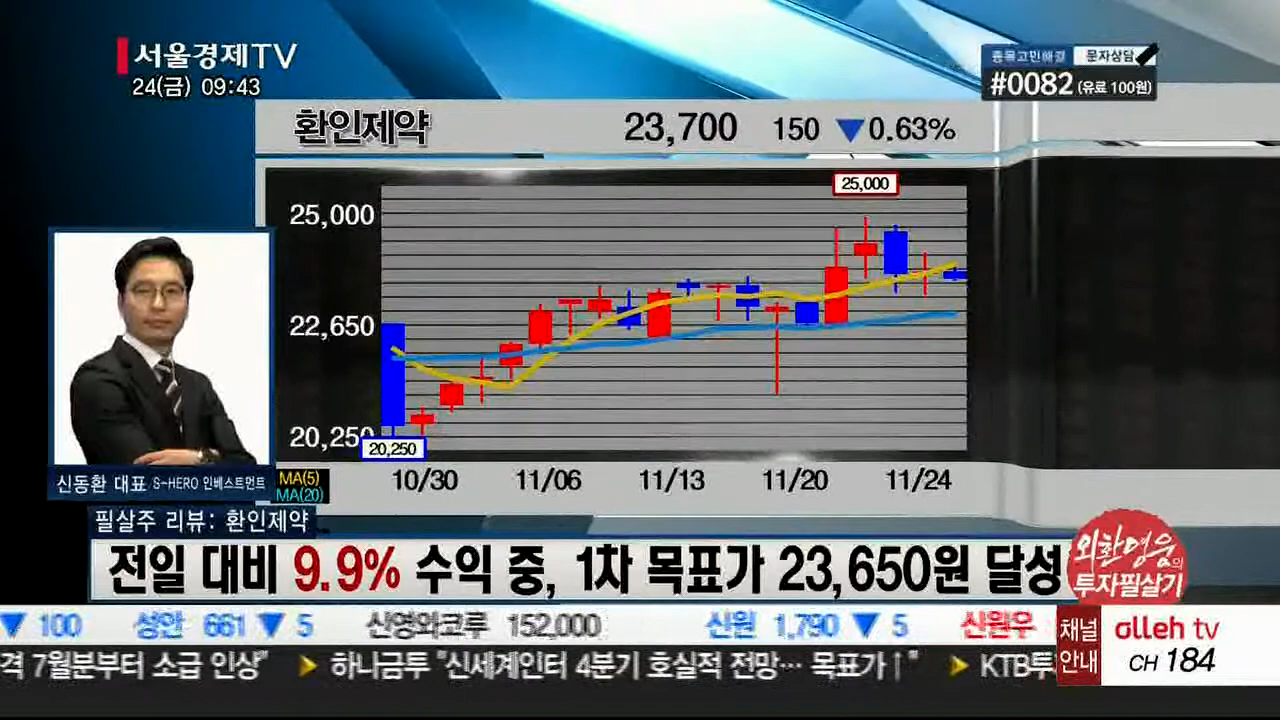 서울경제TV
24(금) 09:43
종목고민해결 문자상담
#0082 (유료 100원)
환인제약 23,700 150 ▼0.63%
25,000
25,000
22,650
20,250
20,250
10/30 11/06 11/13 11/20 11/24
MA(5)
MA(20)
신동환 대표 S-HERO 인베스트먼트
필살주 리뷰: 환인제약
전일 대비 9.9% 수익 중, 1차 목표가 23,650원 달성
외환영웅의
투자필살기
▼ 100 성안 661 ▼ 5 신영와코루 152,000 신원 1,790 ▼ 5 신원우
격 7월분부터 소급 인상" ▶ 하나금투 "신세계인터 4분기 호실적 전망… 목표가↑" ▶ KTB투
채널
안내
olleh tv
CH 184